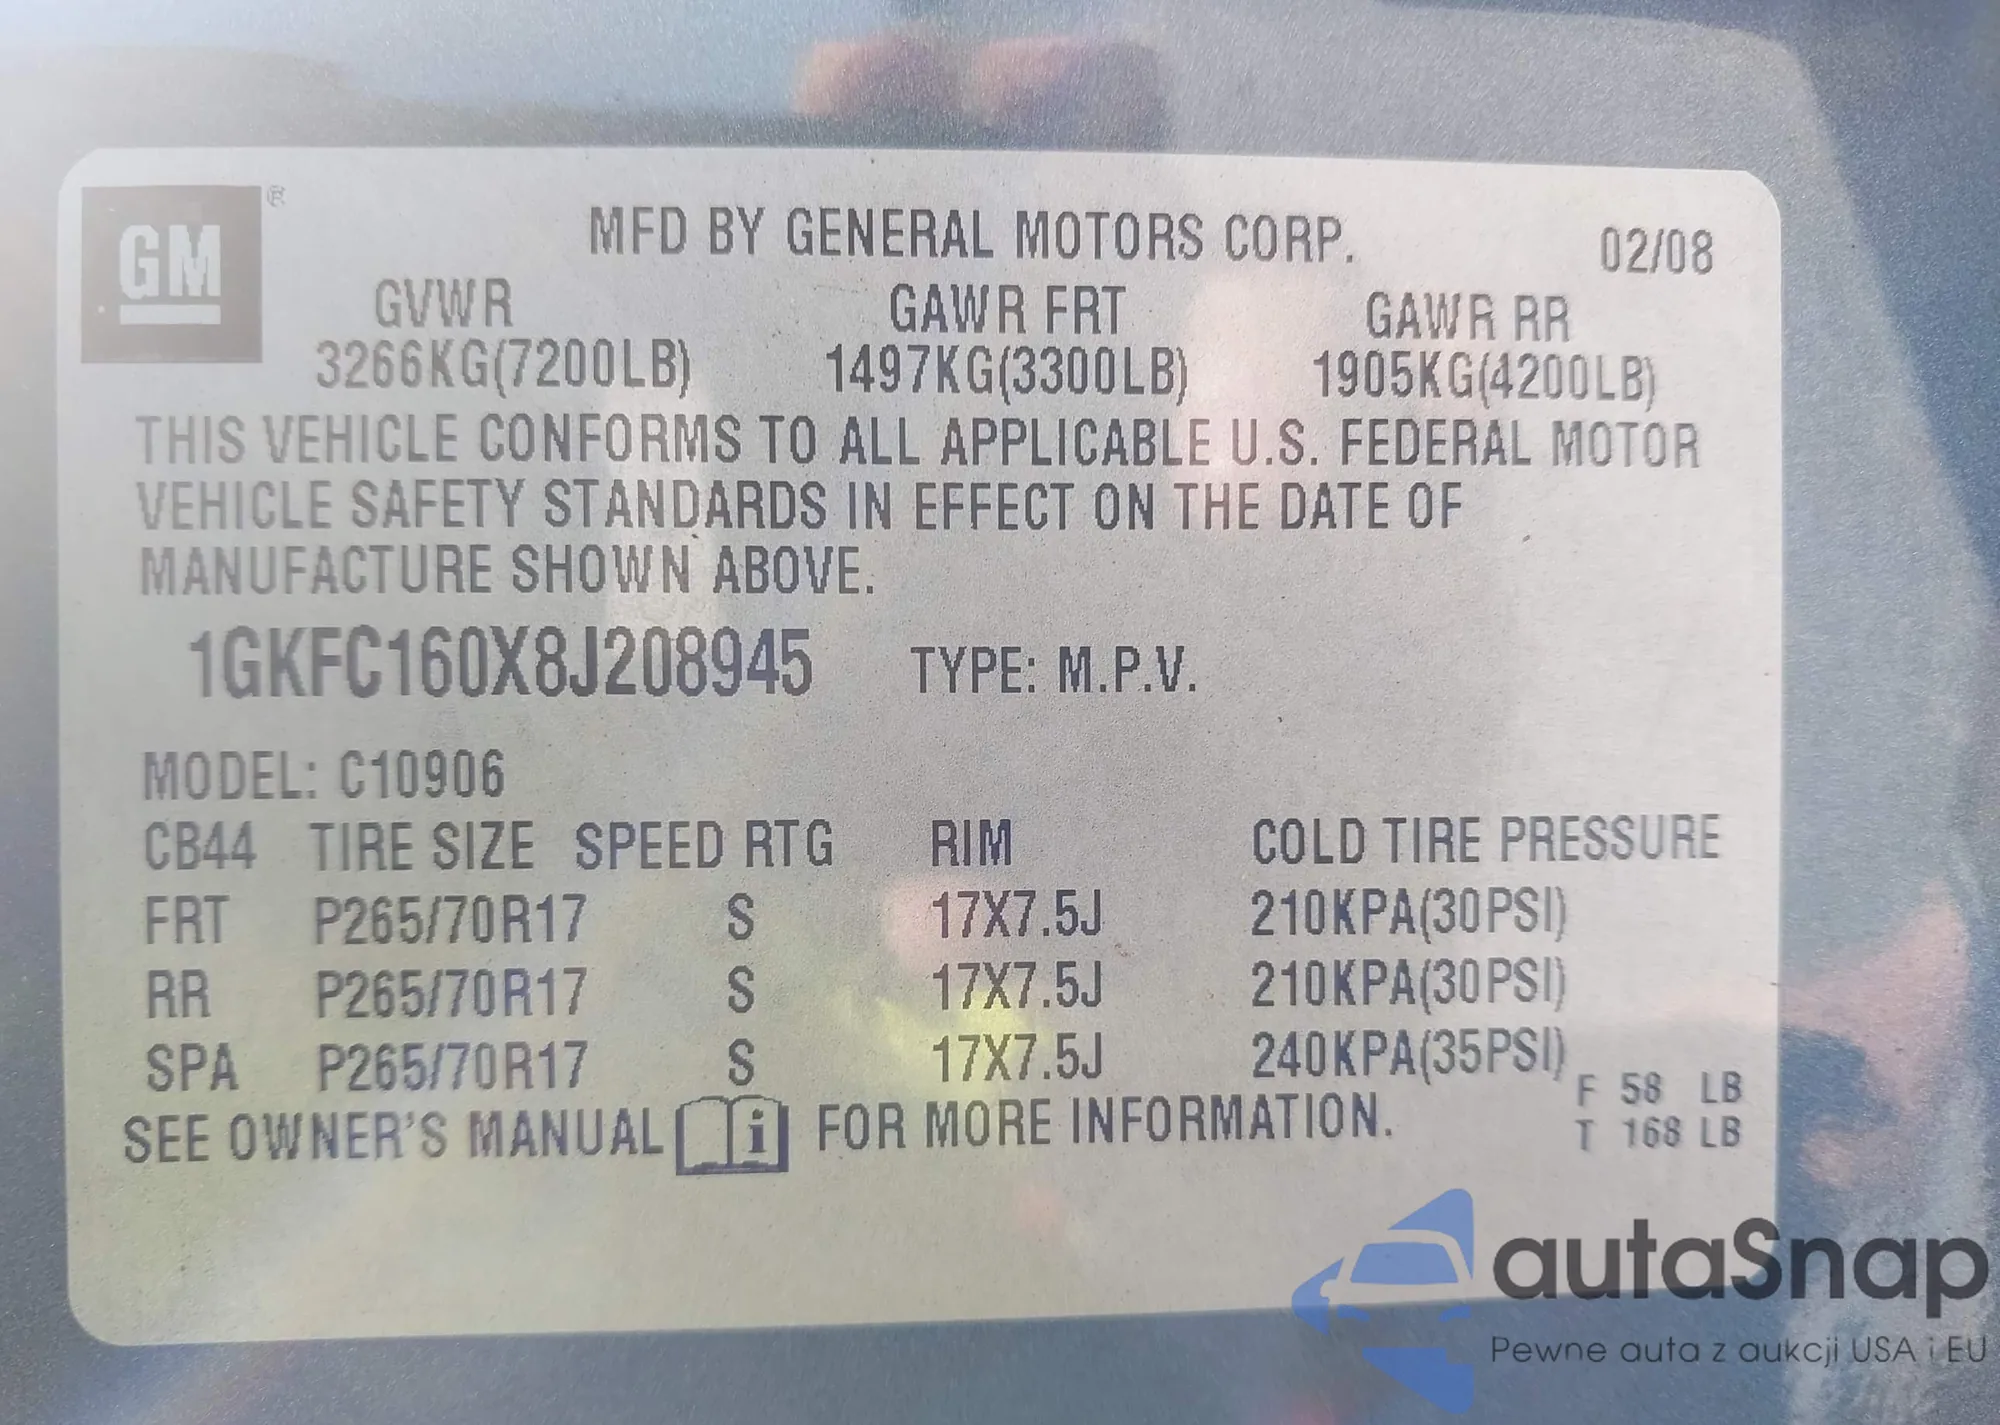 GM ®
MFD BY GENERAL MOTORS CORP. 02/08
GVWR GAWR FRT GAWR RR
3266KG(7200LB) 1497KG(3300LB) 1905KG(4200LB)
THIS VEHICLE CONFORMS TO ALL APPLICABLE U.S. FEDERAL MOTOR
VEHICLE SAFETY STANDARDS IN EFFECT ON THE DATE OF
MANUFACTURE SHOWN ABOVE.
1GKFC160X8J208945 TYPE: M.P.V.
MODEL: C10906
CB44 TIRE SIZE SPEED RTG RIM COLD TIRE PRESSURE
FRT P265/70R17 S 17X7.5J 210KPA(30PSI)
RR P265/70R17 S 17X7.5J 210KPA(30PSI)
SPA P265/70R17 S 17X7.5J 240KPA(35PSI)
F 58 LB
SEE OWNER'S MANUAL i FOR MORE INFORMATION.
T 168 LB
autaSnap
Pewne auta z aukcji USA i EU